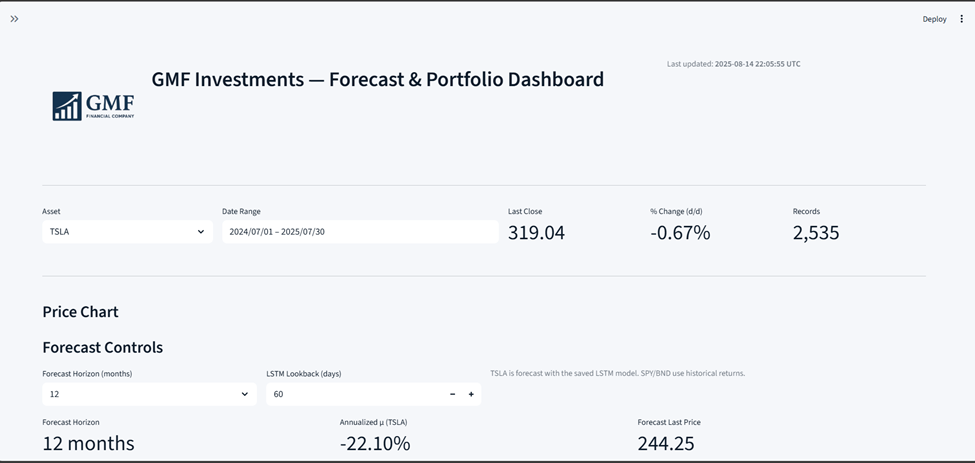 Deploy
Last updated: 2025-08-14 22:05:55 UTC
GMF Investments — Forecast & Portfolio Dashboard
GMF
FINANCIAL COMPANY
Asset
Date Range
Last Close
% Change (d/d)
Records
TSLA
2024/07/01 – 2025/07/30
319.04
-0.67%
2,535
Price Chart
Forecast Controls
Forecast Horizon (months)
LSTM Lookback (days)
TSLA is forecast with the saved LSTM model. SPY/BND use historical returns.
12
60
Forecast Horizon
Annualized μ (TSLA)
Forecast Last Price
12 months
-22.10%
244.25